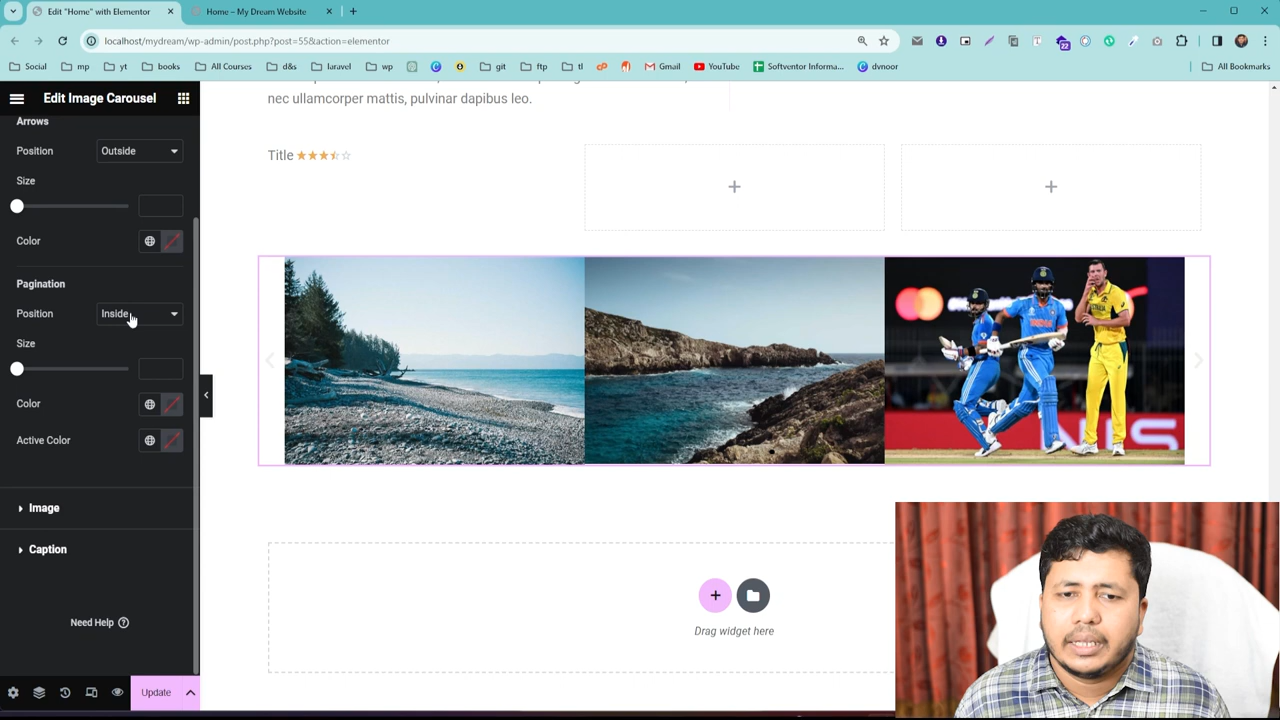 Edit "Home" with Elementor
Home – My Dream Website
localhost/mydream/wp-admin/post.php?post=55&action=elementor
22
Social
mp
yt
books
All Courses
d&s
laravel
wp
git
ftp
tl
Gmail
YouTube
Softventor Informa...
dvmoor
All Bookmarks
Edit Image Carousel
nec ullamcorper mattis, pulvinar dapibus leo.
Arrows
Position
Outside
Title
Size
Color
Pagination
Position
Inside
Size
Color
Active Color
Image
Caption
Need Help
Drag widget here
Update